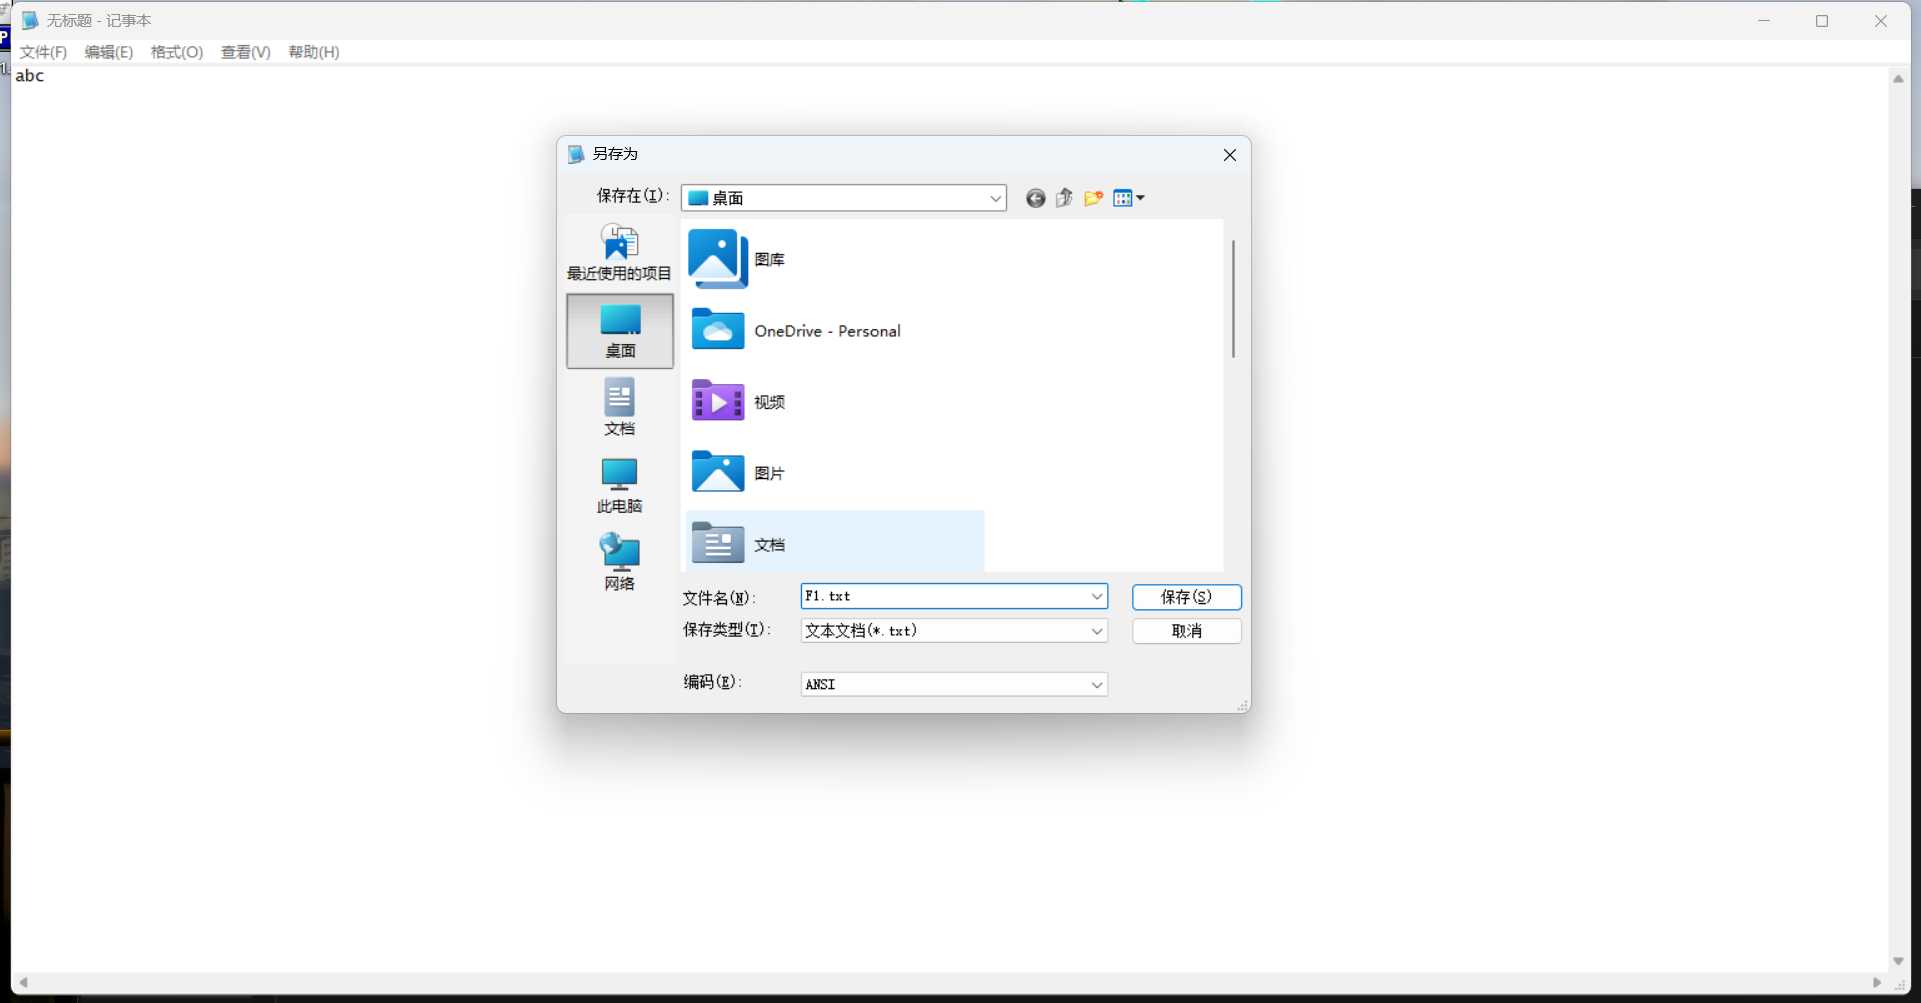 无标题 - 记事本
文件(F) 编辑(E) 格式(O) 查看(V) 帮助(H)
abc
另存为
保存在(I): 桌面
最近使用的项目
桌面
文档
此电脑
网络
图库
OneDrive - Personal
视频
图片
文档
文件名(N): F1.txt 保存(S)
保存类型(T): 文本文档(*.txt) 取消
编码(E): ANSI